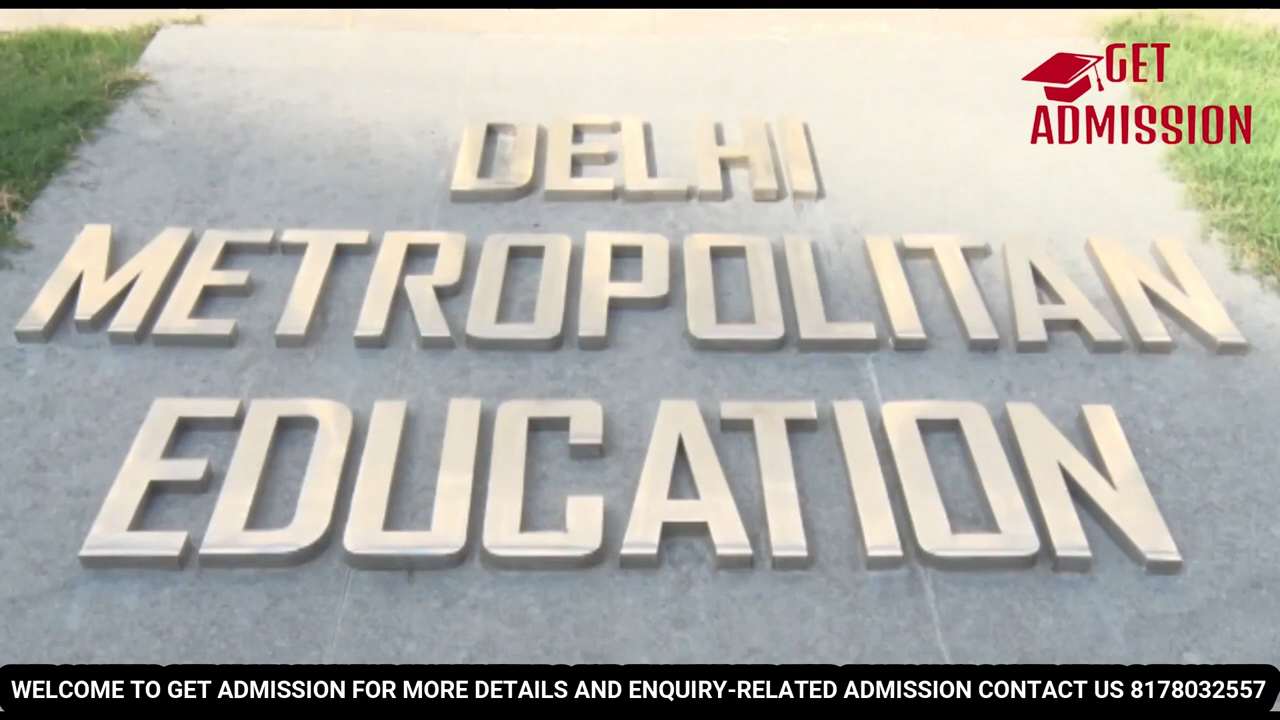 GET
ADMISSION
DELHI
METROPOLITAN
EDUCATION
WELCOME TO GET ADMISSION FOR MORE DETAILS AND ENQUIRY-RELATED ADMISSION CONTACT US 8178032557